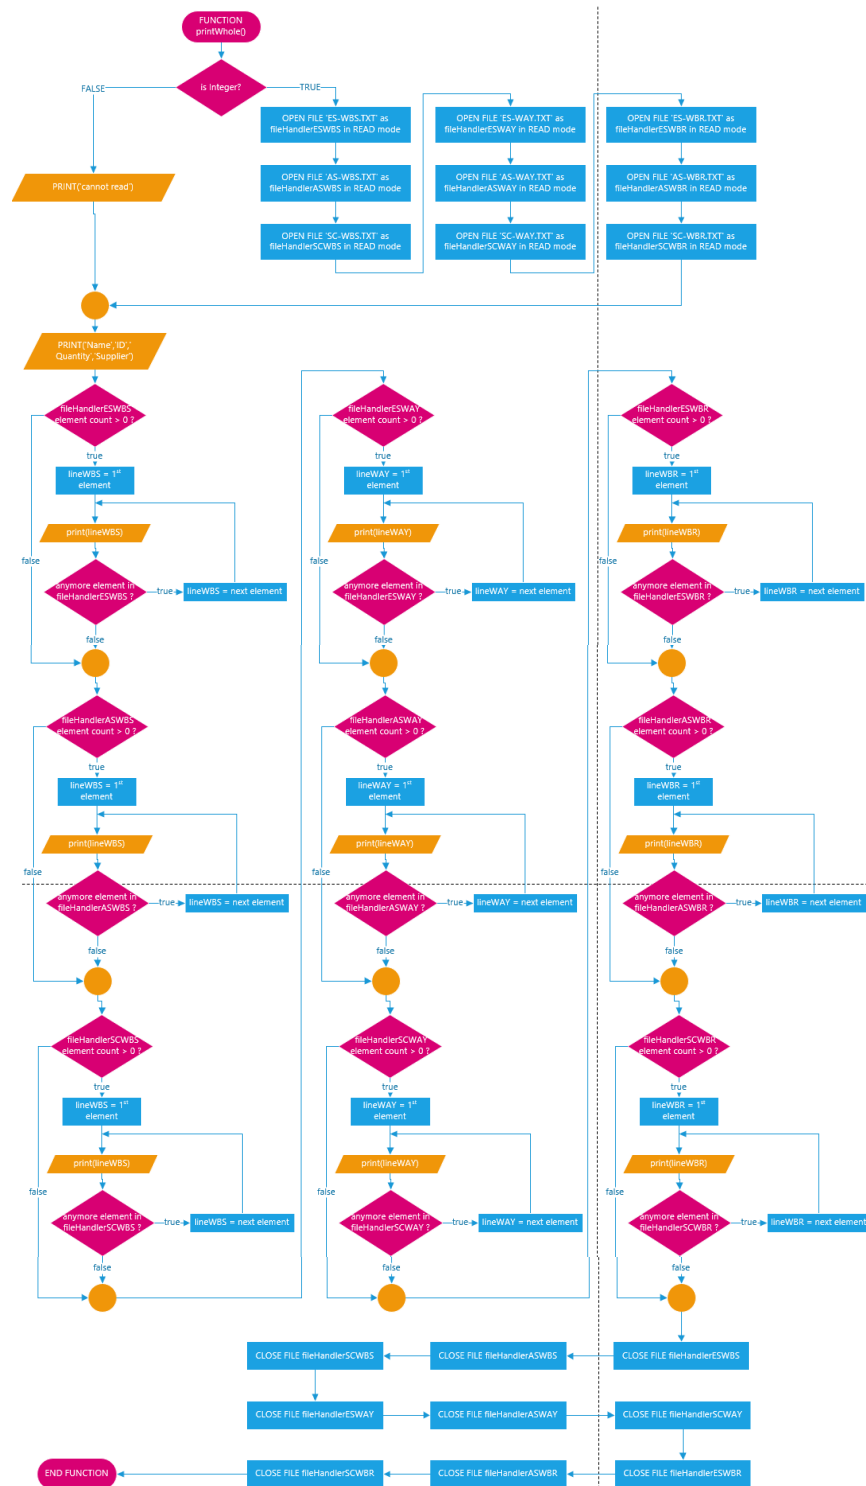 FUNCTION
printWhole()
is Integer?
FALSE
TRUE
OPEN FILE 'ES-WBS.TXT' as
fileHandlerESWBS in READ mode
OPEN FILE 'ES-WAY.TXT' as
fileHandlerESWAY in READ mode
OPEN FILE 'ES-WBR.TXT' as
fileHandlerESWBR in READ mode
PRINT('cannot read')
OPEN FILE 'AS-WBS.TXT' as
fileHandlerASWBS in READ mode
OPEN FILE 'AS-WAY.TXT' as
fileHandlerASWAY in READ mode
OPEN FILE 'AS-WBR.TXT' as
fileHandlerASWBR in READ mode
OPEN FILE 'SC-WBS.TXT' as
fileHandlerSCWBS in READ mode
OPEN FILE 'SC-WAY.TXT' as
fileHandlerSCWAY in READ mode
OPEN FILE 'SC-WBR.TXT' as
fileHandlerSCWBR in READ mode
PRINT('Name','ID','
Quantity','Supplier')
fileHandlerESWBS
element count > 0 ?
true
lineWBS = 1st
element
print(lineWBS)
false
anymore element in
fileHandlerESWBS ?
true
lineWBS = next element
false
fileHandlerASWBS
element count > 0 ?
true
lineWBS = 1st
element
print(lineWBS)
false
anymore element in
fileHandlerASWBS ?
true
lineWBS = next element
false
fileHandlerSCWBS
element count > 0 ?
true
lineWBS = 1st
element
print(lineWBS)
false
anymore element in
fileHandlerSCWBS ?
true
lineWBS = next element
false
fileHandlerESWAY
element count > 0 ?
true
lineWAY = 1st
element
print(lineWAY)
false
anymore element in
fileHandlerESWAY ?
true
lineWAY = next element
false
fileHandlerASWAY
element count > 0 ?
true
lineWAY = 1st
element
print(lineWAY)
false
anymore element in
fileHandlerASWAY ?
true
lineWAY = next element
false
fileHandlerSCWAY
element count > 0 ?
true
lineWAY = 1st
element
print(lineWAY)
false
anymore element in
fileHandlerSCWAY ?
true
lineWAY = next element
false
fileHandlerESWBR
element count > 0 ?
true
lineWBR = 1st
element
print(lineWBR)
false
anymore element in
fileHandlerESWBR ?
true
lineWBR = next element
false
fileHandlerASWBR
element count > 0 ?
true
lineWBR = 1st
element
print(lineWBR)
false
anymore element in
fileHandlerASWBR ?
true
lineWBR = next element
false
fileHandlerSCWBR
element count > 0 ?
true
lineWBR = 1st
element
print(lineWBR)
false
anymore element in
fileHandlerSCWBR ?
true
lineWBR = next element
false
CLOSE FILE fileHandlerSCWBS
CLOSE FILE fileHandlerASWBS
CLOSE FILE fileHandlerESWBS
CLOSE FILE fileHandlerESWAY
CLOSE FILE fileHandlerASWAY
CLOSE FILE fileHandlerSCWAY
END FUNCTION
CLOSE FILE fileHandlerSCWBR
CLOSE FILE fileHandlerASWBR
CLOSE FILE fileHandlerESWBR